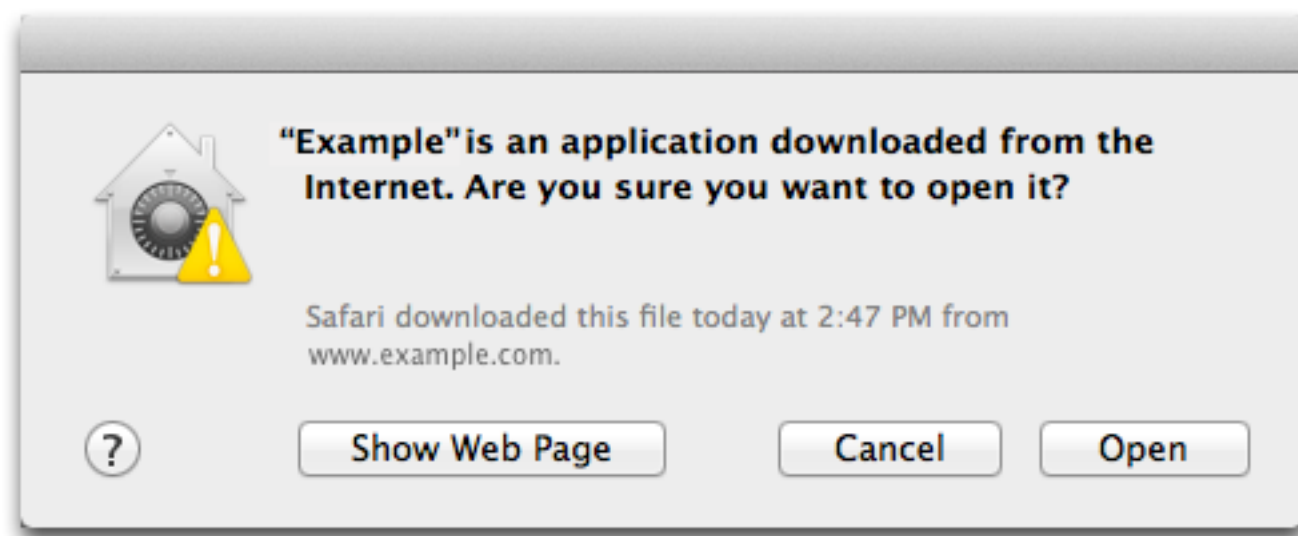 “Example” is an application downloaded from the
Internet. Are you sure you want to open it?
Safari downloaded this file today at 2:47 PM from
www.example.com.
?
Show Web Page
Cancel
Open